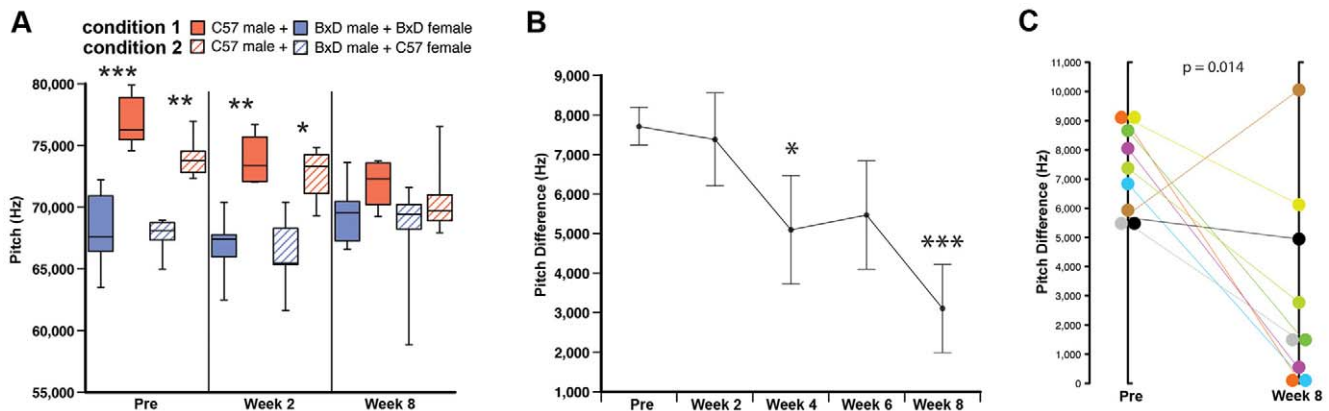 A
condition 1 C57 male + BxD male + BxD female
condition 2 C57 male + BxD male + C57 female
Pitch (Hz)
80,000
75,000
70,000
65,000
60,000
55,000
***
**
**
*
Pre
Week 2
Week 8
B
Pitch Difference (Hz)
9,000
8,000
7,000
6,000
5,000
4,000
3,000
2,000
1,000
*
***
Pre
Week 2
Week 4
Week 6
Week 8
C
p = 0.014
Pitch Difference (Hz)
11,000
10,000
9,000
8,000
7,000
6,000
5,000
4,000
3,000
2,000
1,000
0
Pre
Week 8